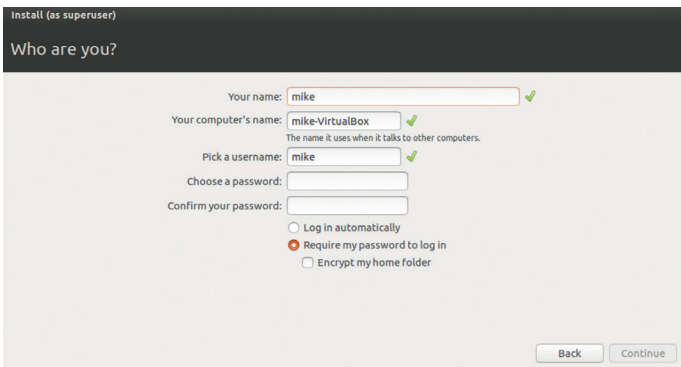 Install (as superuser)
Who are you?
Your name: mike
Your computer's name: mike-VirtualBox
The name it uses when it talks to other computers.
Pick a username: mike
Choose a password:
Confirm your password:
Log in automatically
Require my password to log in
Encrypt my home folder
Back Continue